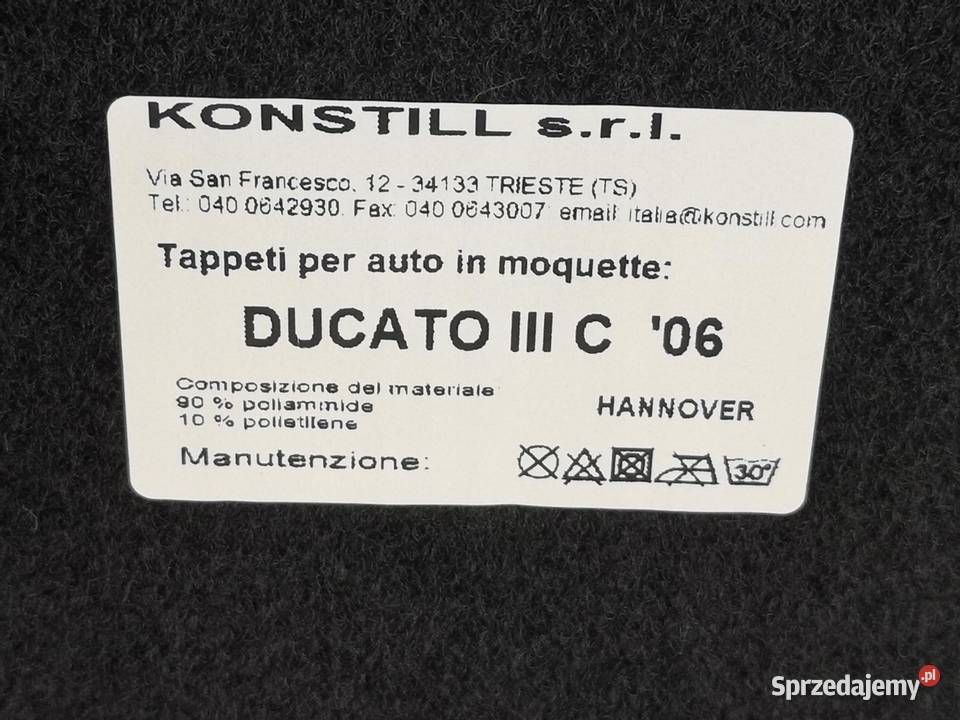 KONSTILL s.r.l.
Via San Francesco, 12 - 34133 TRIESTE (TS)
Tel.: 040 0642930. Fax: 040 0643007 email: italia@konstill.com
Tappeti per auto in moquette:
DUCATO III C '06
Composizione del materiale
90 % poliammide
10 % polietilene
HANNOVER
Manutenzione:
30°
Sprzedajemy.pl